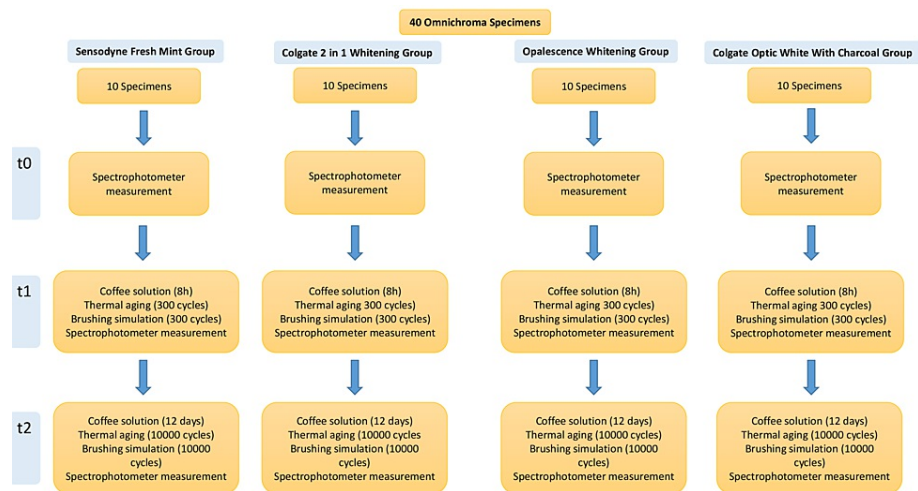 40 Omnichroma Specimens
Sensodyne Fresh Mint Group
Colgate 2 in 1 Whitening Group
Opalescence Whitening Group
Colgate Optic White With Charcoal Group
10 Specimens
10 Specimens
10 Specimens
10 Specimens
t0
Spectrophotometer
measurement
Spectrophotometer
measurement
Spectrophotometer
measurement
Spectrophotometer
measurement
t1
Coffee solution (8h)
Thermal aging (300 cycles)
Brushing simulation (300 cycles)
Spectrophotometer measurement
Coffee solution (8h)
Thermal aging 300 cycles)
Brushing simulation (300 cycles)
Spectrophotometer measurement
Coffee solution (8h)
Thermal aging (300 cycles)
Brushing simulation (300 cycles)
Spectrophotometer measurement
Coffee solution (8h)
Thermal aging 300 cycles)
Brushing simulation (300 cycles)
Spectrophotometer measurement
t2
Coffee solution (12 days)
Thermal aging (10000 cycles)
Brushing simulation (10000
cycles)
Spectrophotometer measurement
Coffee solution (12 days)
Thermal aging (10000 cycles
Brushing simulation (10000
cycles)
Spectrophotometer measurement
Coffee solution (12 days)
Thermal aging (10000 cycles)
Brushing simulation (10000
cycles)
Spectrophotometer measurement
Coffee solution (12 days)
Thermal aging (10000 cycles)
Brushing simulation (10000
cycles)
Spectrophotometer measurement